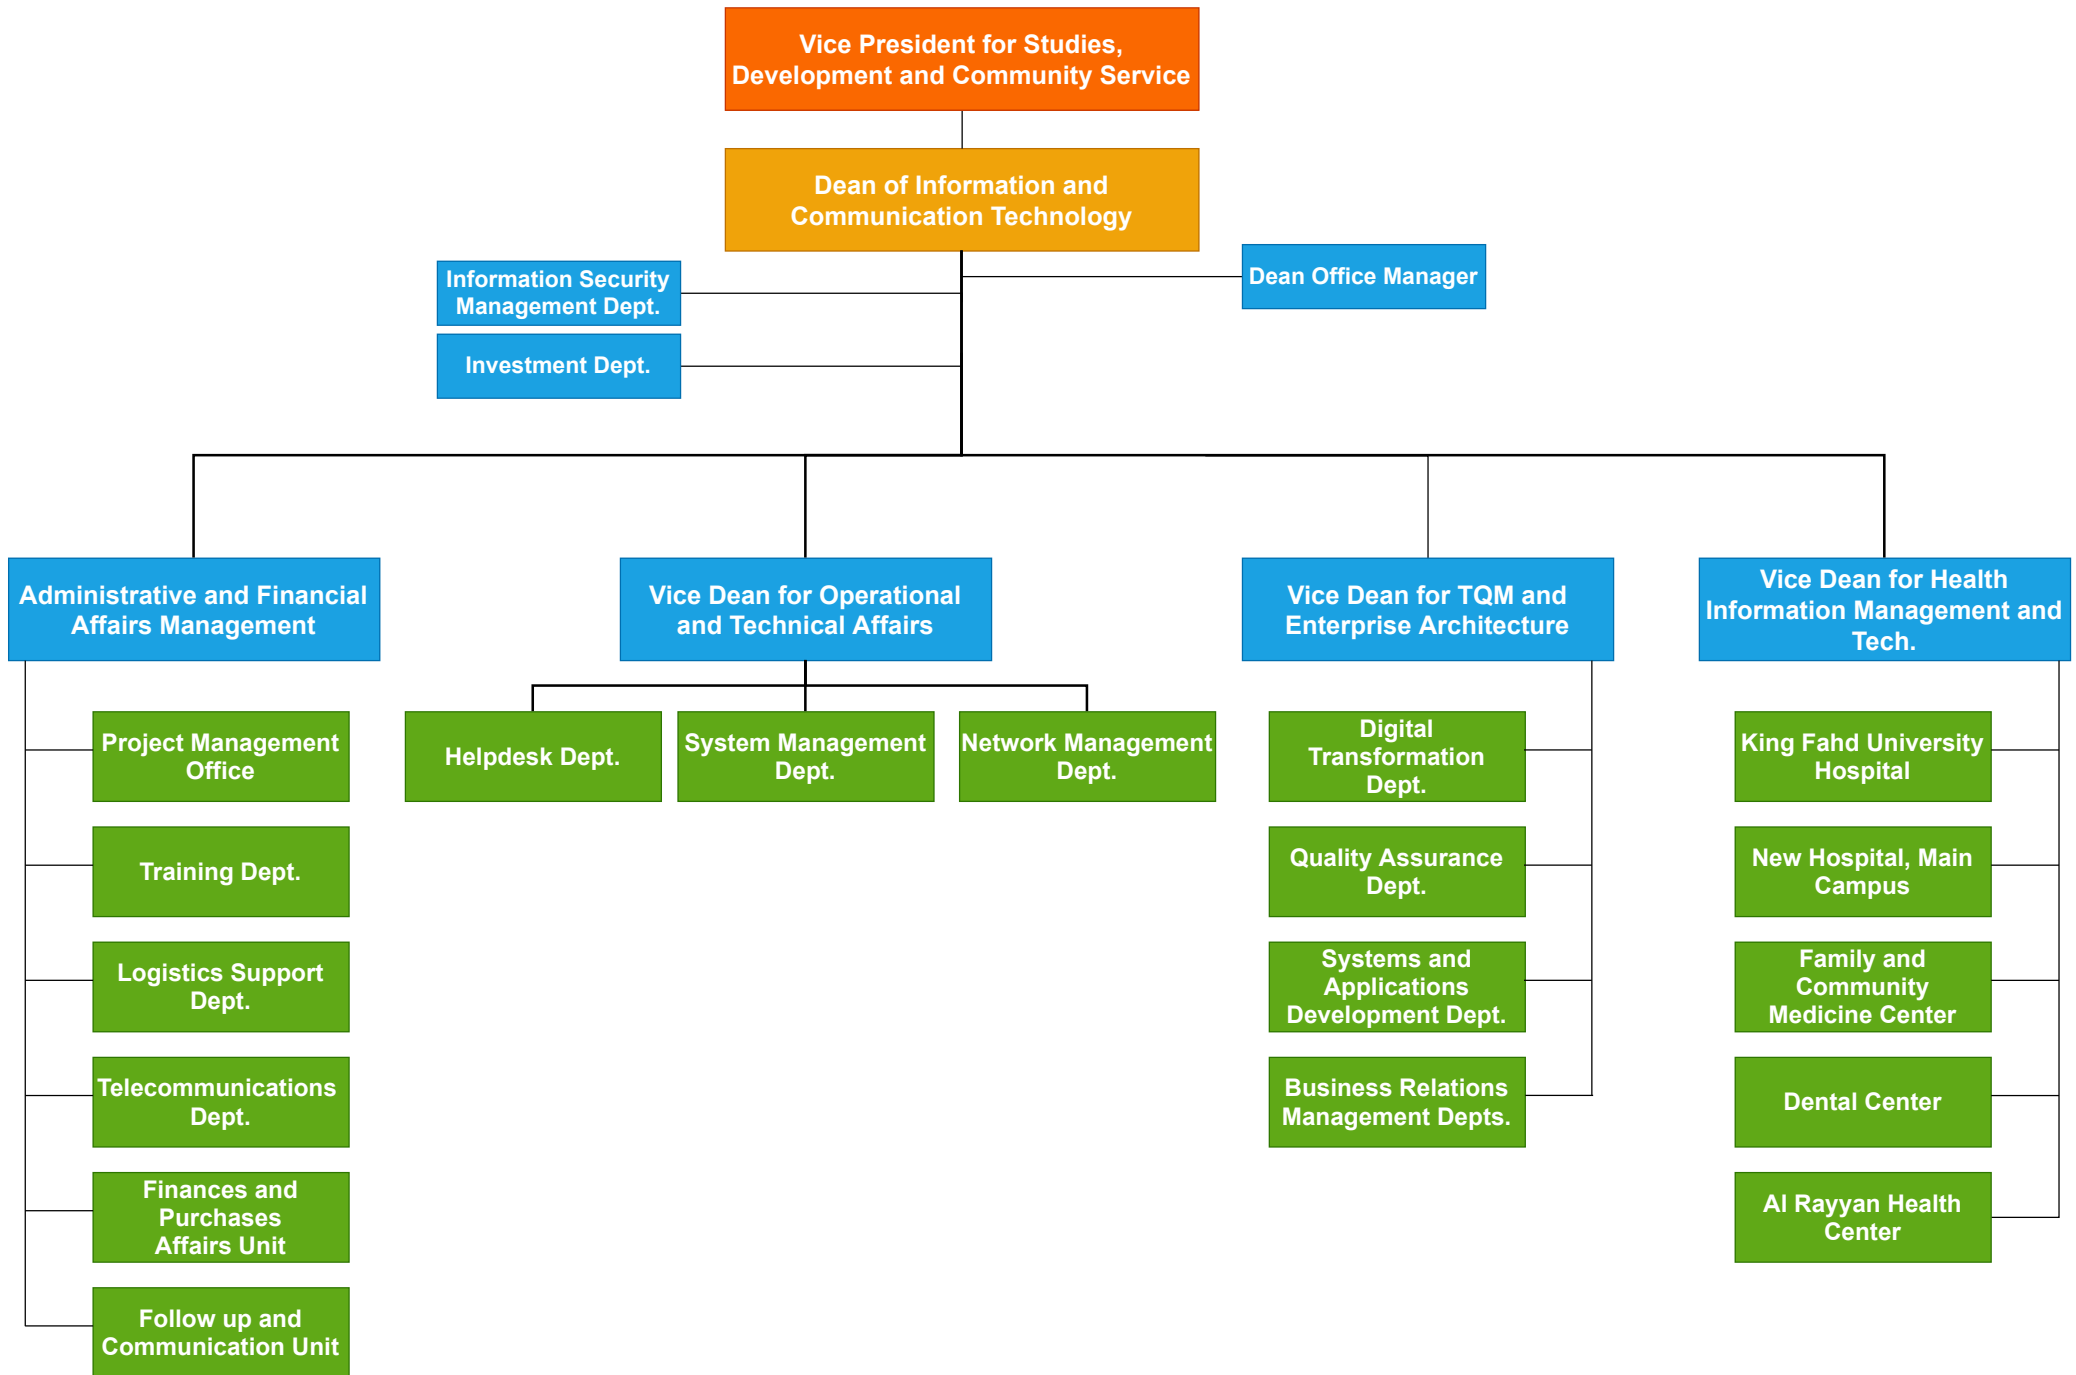 Vice President for Studies,
Development and Community Service
Dean of Information and
Communication Technology
Information Security
Management Dept.
Dean Office Manager
Investment Dept.
Administrative and Financial
Affairs Management
Vice Dean for Operational
and Technical Affairs
Vice Dean for TQM and
Enterprise Architecture
Vice Dean for Health
Information Management and
Tech.
Project Management
Office
Training Dept.
Logistics Support
Dept.
Telecommunications
Dept.
Finances and
Purchases
Affairs Unit
Follow up and
Communication Unit
Helpdesk Dept.
System Management
Dept.
Network Management
Dept.
Digital
Transformation
Dept.
Quality Assurance
Dept.
Systems and
Applications
Development Dept.
Business Relations
Management Depts.
King Fahd University
Hospital
New Hospital, Main
Campus
Family and
Community
Medicine Center
Dental Center
Al Rayyan Health
Center